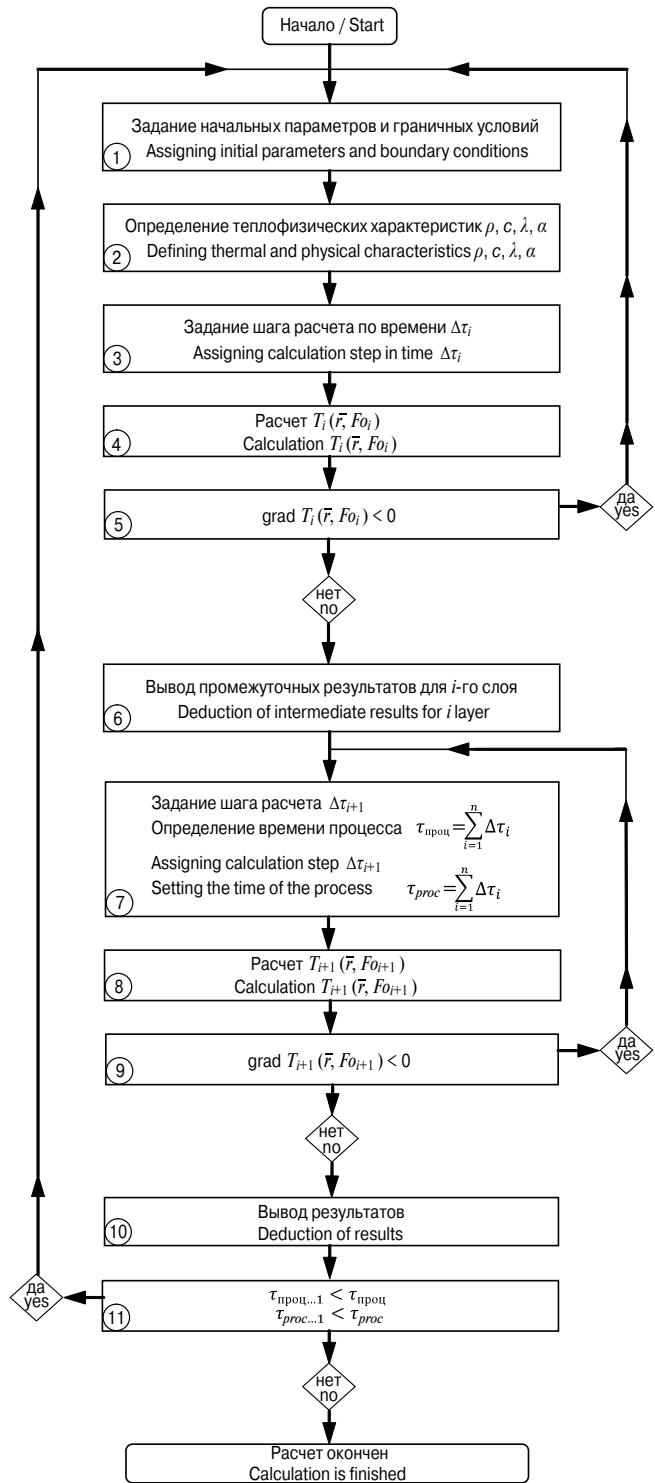 Начало / Start
Задание начальных параметров и граничных условий
Assigning initial parameters and boundary conditions
1
Определение теплофизических характеристик ρ, c, λ, α
Defining thermal and physical characteristics ρ, c, λ, α
2
Задание шага расчета по времени Δτᵢ
Assigning calculation step in time Δτᵢ
3
Расчет Tᵢ (r̄, Foᵢ)
Calculation Tᵢ (r̄, Foᵢ)
4
grad Tᵢ (r̄, Foᵢ) < 0
5
да
yes
нет
no
Вывод промежуточных результатов для i-го слоя
Deduction of intermediate results for i layer
6
Задание шага расчета Δτᵢ₊₁
Определение времени процесса τпроц = ∑ⁿᵢ₌₁ Δτᵢ
Assigning calculation step Δτᵢ₊₁
Setting the time of the process τproc = ∑ⁿᵢ₌₁ Δτᵢ
7
Расчет Tᵢ₊₁ (r̄, Foᵢ₊₁)
Calculation Tᵢ₊₁ (r̄, Foᵢ₊₁)
8
grad Tᵢ₊₁ (r̄, Foᵢ₊₁) < 0
9
да
yes
нет
no
Вывод результатов
Deduction of results
10
τпроц...1 < τпроц
τproc...1 < τproc
11
да
yes
нет
no
Расчет окончен
Calculation is finished